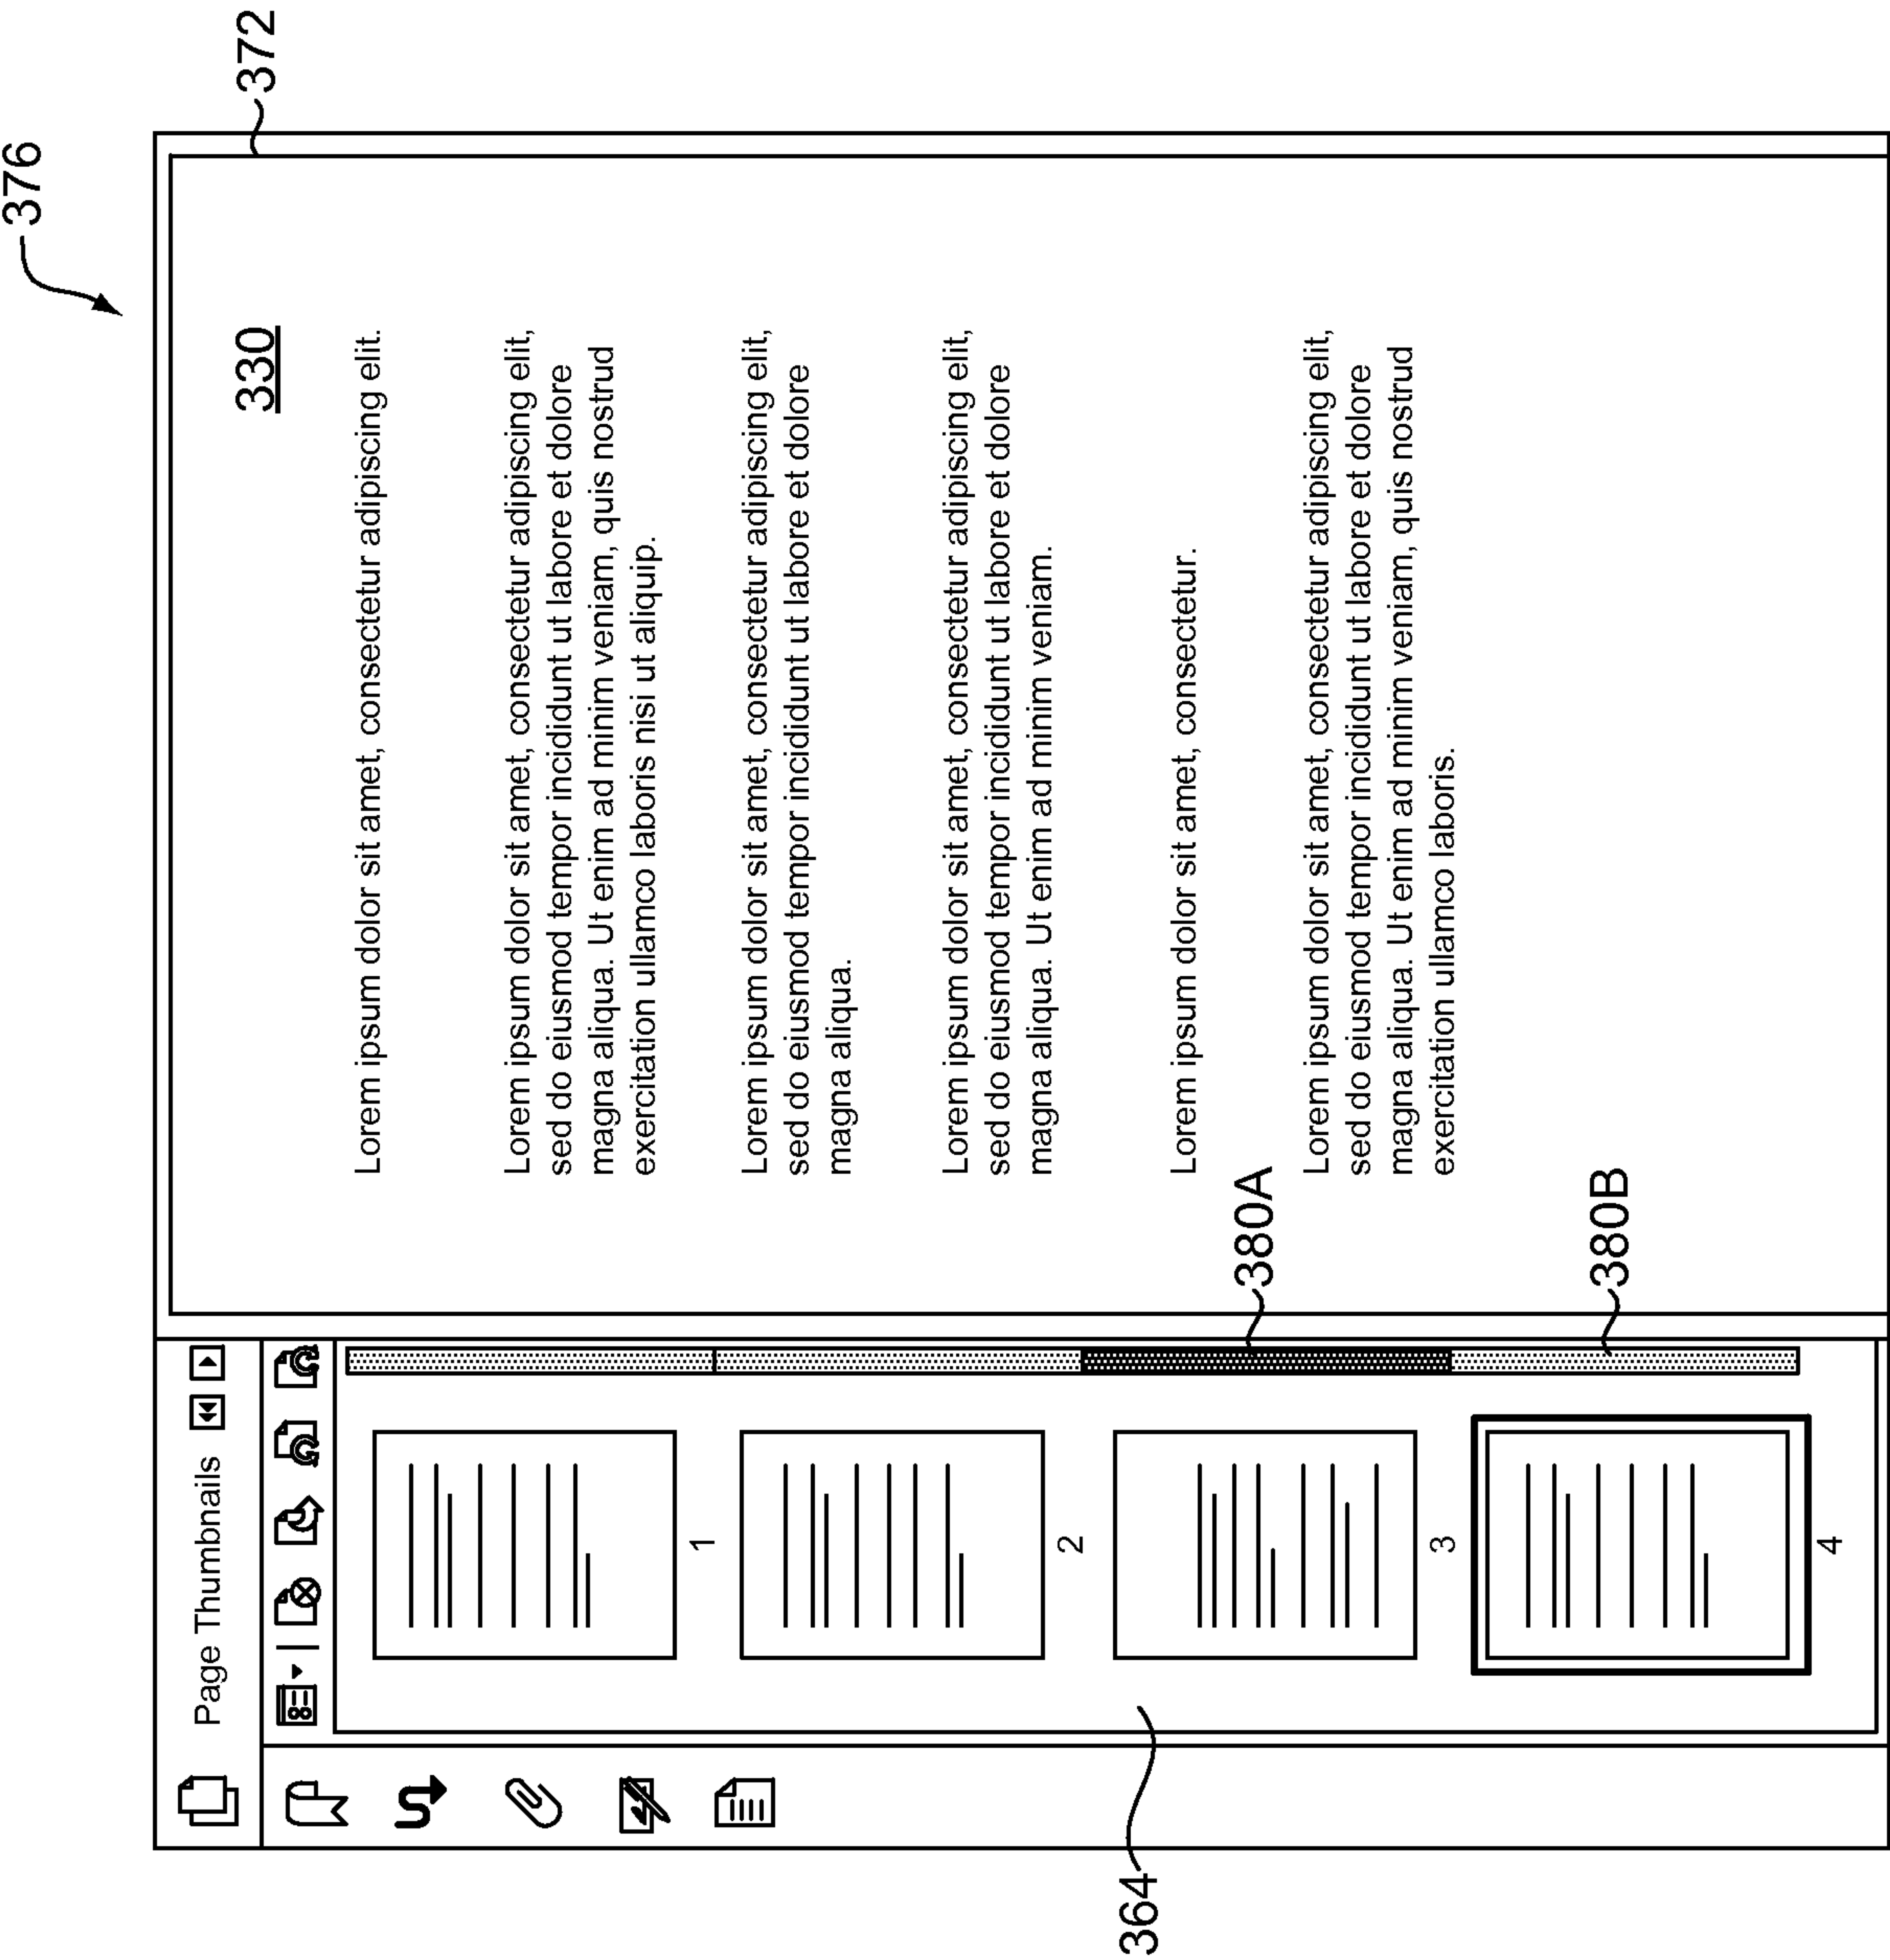 376
372
Page Thumbnails
330
Lorem ipsum dolor sit amet, consectetur adipiscing elit.
Lorem ipsum dolor sit amet, consectetur adipiscing elit,
sed do eiusmod tempor incididunt ut labore et dolore
magna aliqua. Ut enim ad minim veniam, quis nostrud
exercitation ullamco laboris nisi ut aliquip.
Lorem ipsum dolor sit amet, consectetur adipiscing elit,
sed do eiusmod tempor incididunt ut labore et dolore
magna aliqua.
Lorem ipsum dolor sit amet, consectetur adipiscing elit,
sed do eiusmod tempor incididunt ut labore et dolore
magna aliqua. Ut enim ad minim veniam.
Lorem ipsum dolor sit amet, consectetur.
Lorem ipsum dolor sit amet, consectetur adipiscing elit,
sed do eiusmod tempor incididunt ut labore et dolore
magna aliqua. Ut enim ad minim veniam, quis nostrud
exercitation ullamco laboris.
1
2
3
4
364
380A
380B